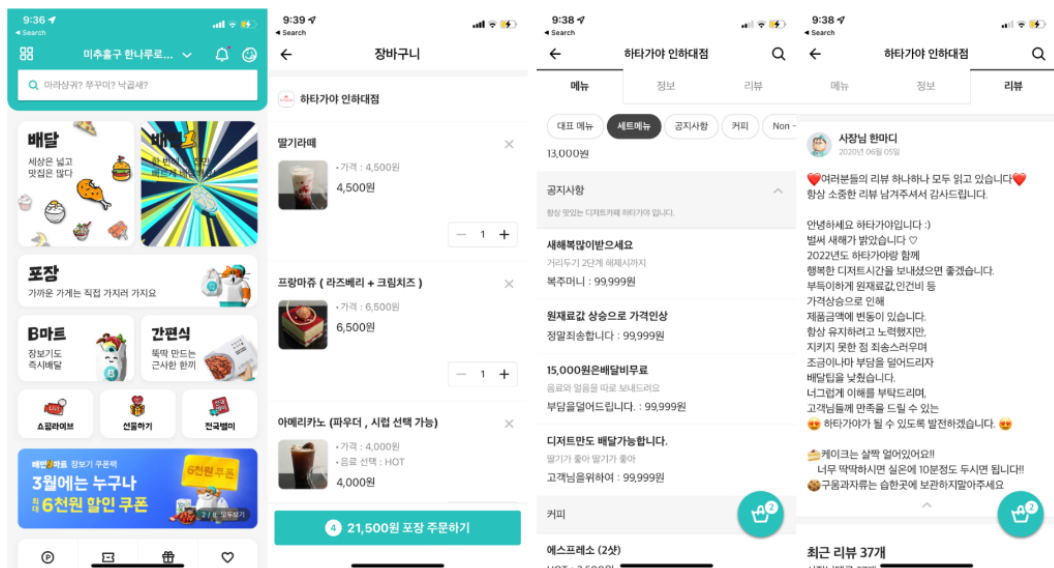 9:36
Search
미추홀구 한나루로...
마라샹궈? 쭈꾸미? 낙곱새?
배달
세상은 넓고
맛집은 많다
배민1
한 번에 한 집만
빠르게 배달
포장
가까운 가게는 직접 가지러 가지요
B마트
장보기도
즉시배달
간편식
뚝딱 만드는
근사한 한끼
쇼핑라이브
선물하기
전국별미
배민B마트 장보기 쿠폰팩
3월에는 누구나
최대 6천원 할인 쿠폰
6천원 쿠폰
모두보기
9:39
Search
장바구니
하타가야 인하대점
딸기라떼
• 가격 : 4,500원
4,500원
1
프랑마쥬 ( 라즈베리 + 크림치즈 )
• 가격 : 6,500원
6,500원
1
아메리카노 (파우더 , 시럽 선택 가능)
• 가격 : 4,000원
• 음료 선택 : HOT
4,000원
4 21,500원 포장 주문하기
9:38
Search
하타가야 인하대점
메뉴 정보 리뷰
대표 메뉴 세트메뉴 공지사항 커피 Non -
13,000원
공지사항
항상 맛있는 디저트카페 하타가야 입니다.
새해복많이받으세요
거리두기 2단계 해제시까지
복주머니 : 99,999원
원재료값 상승으로 가격인상
정말죄송합니다 : 99,999원
15,000원은배달비무료
음료와 얼음을 따로 보내드려요
부담을덜어드립니다. : 99,999원
디저트만도 배달가능합니다.
딸기가 좋아 딸기가 좋아
고객님을위하여 : 99,999원
커피
에스프레소 (2샷)
2
9:38
Search
하타가야 인하대점
메뉴 정보 리뷰
사장님 한마디
2020년 06월 05일
❤️여러분들의 리뷰 하나하나 모두 읽고 있습니다❤️
항상 소중한 리뷰 남겨주셔서 감사드립니다.
안녕하세요 하타가야입니다 :)
벌써 새해가 밝았습니다 ♡
2022년도 하타가야랑 함께
행복한 디저트시간을 보내셨으면 좋겠습니다.
부득이하게 원재료값,인건비 등
가격상승으로 인해
제품금액에 변동이 있습니다.
항상 유지하려고 노력했지만,
지키지 못한 점 죄송스러우며
조금이나마 부담을 덜어드리자
배달팁을 낮췄습니다.
너그럽게 이해를 부탁드리며,
고객님들께 만족을 드릴 수 있는
😍 하타가야가 될 수 있도록 발전하겠습니다. 😍
🍰케이크는 살짝 얼어있어요!!
너무 딱딱하시면 실온에 10분정도 두시면 됩니다!!
🍪구움과자류는 습한곳에 보관하지말아주세요
2
최근 리뷰 37개